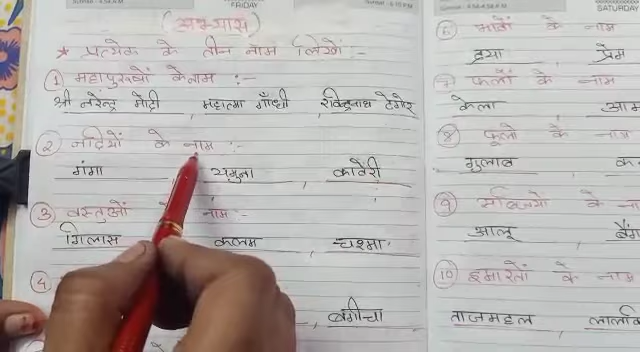 FRIDAY
(अभ्यास)
* प्रत्येक के तीन नाम लिखें:-
① महापुरुषों के नाम :-
श्री नरेन्द्र मोदी , महात्मा गाँधी , रविन्द्रनाथ टेगोर
② नदियों के नाम :-
गंगा , यमुना , कावेरी
③ वस्तुओं नाम:-
गिलास कलम , चश्मा
④
, बगीचा
SATURDAY
⑥ भावों के नाम
दया , प्रेम
⑦ फलों के नाम
केला
⑧ फूलों के नाम
गुलाब
⑨ सब्जियों के
आलू
⑩ इमारतों के नाम
ताजमहल ,